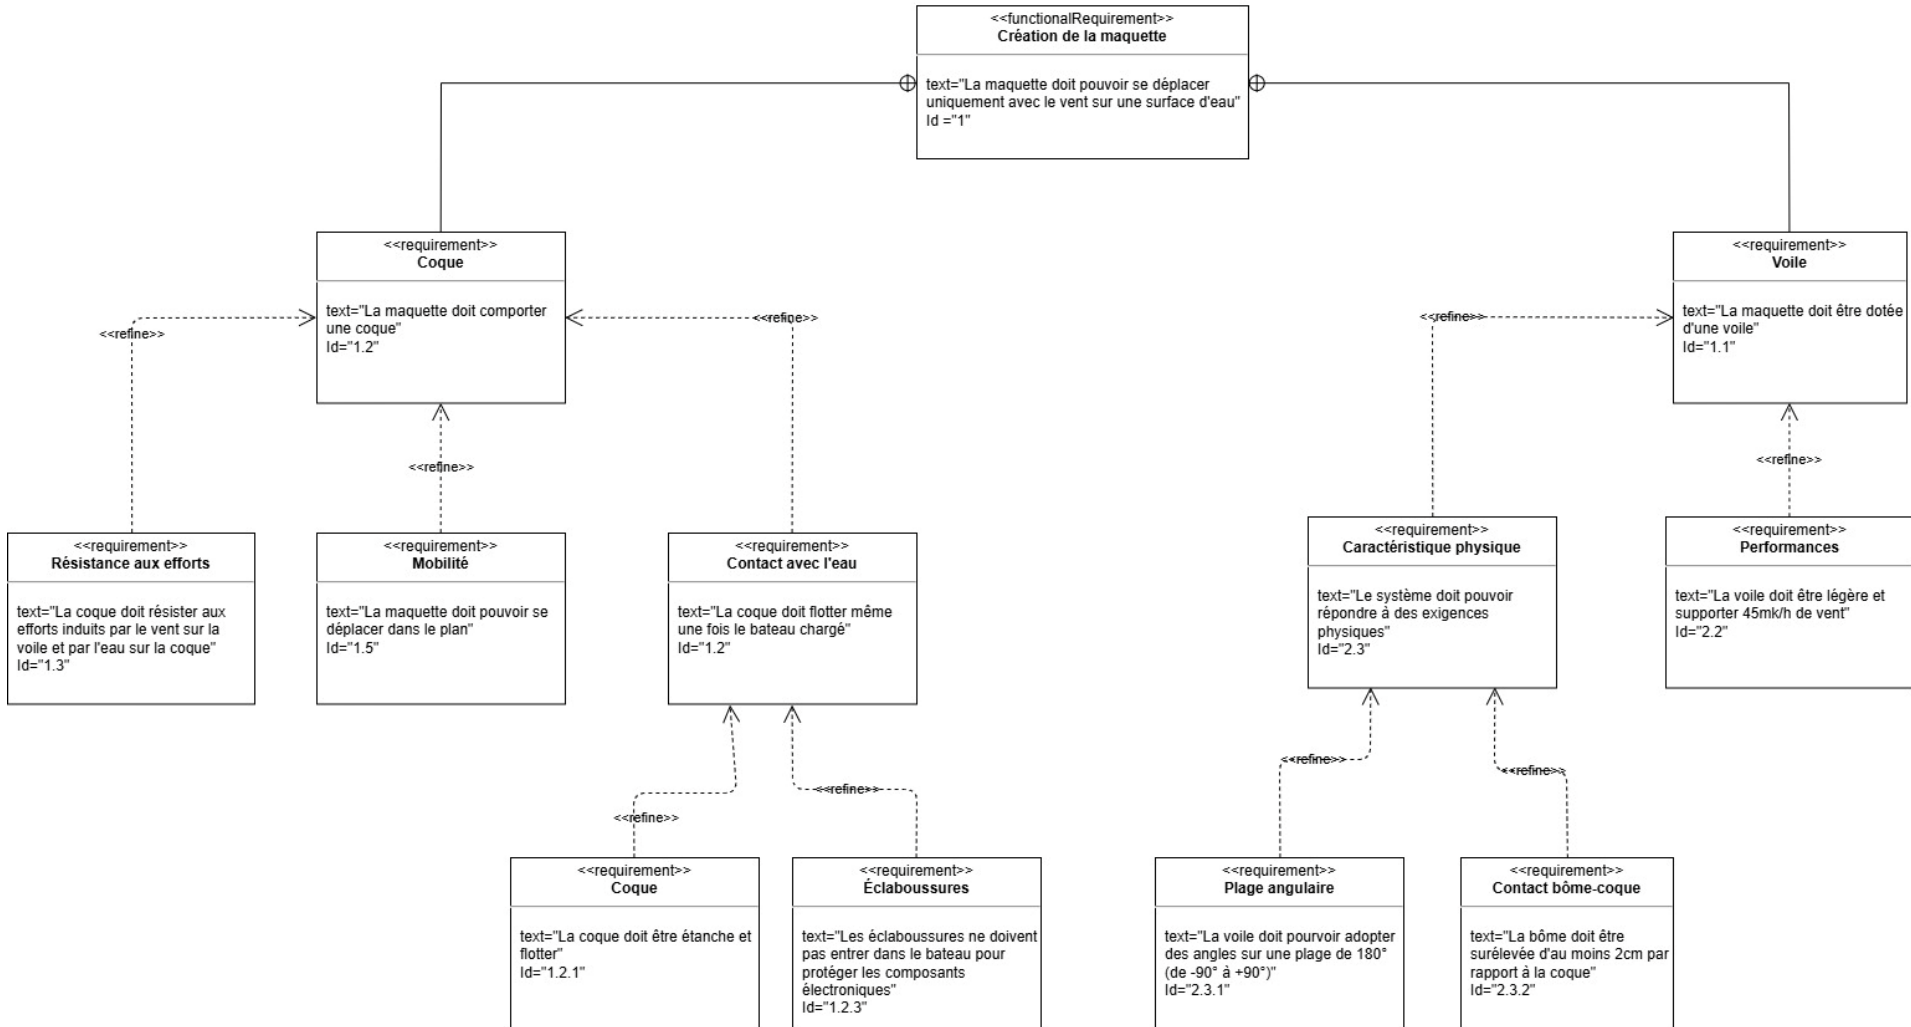 <<functionalRequirement>>
Création de la maquette
text="La maquette doit pouvoir se déplacer
uniquement avec le vent sur une surface d'eau"
Id ="1"
<<requirement>>
Coque
text="La maquette doit comporter
une coque"
Id="1.2"
<<requirement>>
Voile
text="La maquette doit être dotée
d'une voile"
Id="1.1"
<<refine>>
<<refine>>
<<refine>>
<<refine>>
<<refine>>
<<requirement>>
Résistance aux efforts
text="La coque doit résister aux
efforts induits par le vent sur la
voile et par l'eau sur la coque"
Id="1.3"
<<requirement>>
Mobilité
text="La maquette doit pouvoir se
déplacer dans le plan"
Id="1.5"
<<requirement>>
Contact avec l'eau
text="La coque doit flotter même
une fois le bateau chargé"
Id="1.2"
<<requirement>>
Caractéristique physique
text="Le système doit pouvoir
répondre à des exigences
physiques"
Id="2.3"
<<requirement>>
Performances
text="La voile doit être légère et
supporter 45mk/h de vent"
Id="2.2"
<<refine>>
<<refine>>
<<refine>>
<<refine>>
<<requirement>>
Coque
text="La coque doit être étanche et
flotter"
Id="1.2.1"
<<requirement>>
Éclaboussures
text="Les éclaboussures ne doivent
pas entrer dans le bateau pour
protéger les composants
électroniques"
Id="1.2.3"
<<requirement>>
Plage angulaire
text="La voile doit pourvoir adopter
des angles sur une plage de 180°
(de -90° à +90°)"
Id="2.3.1"
<<requirement>>
Contact bôme-coque
text="La bôme doit être
surélevée d'au moins 2cm par
rapport à la coque"
Id="2.3.2"